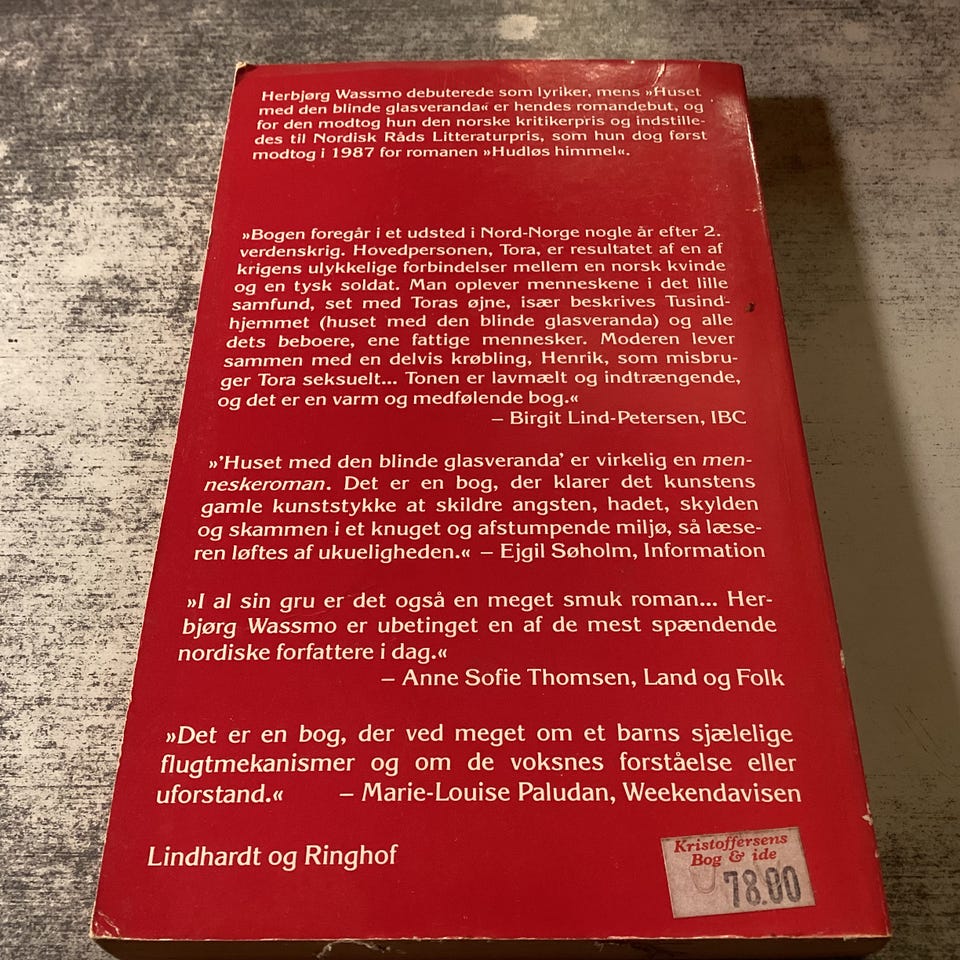 Herbjørg Wassmo debuterede som lyriker, mens »Huset
med den blinde glasveranda« er hendes romandebut, og
for den modtog hun den norske kritikerpris og indstille-
des til Nordisk Råds Litteraturpris, som hun dog først
modtog i 1987 for romanen »Hudløs himmel«.
»Bogen foregår i et udsted i Nord-Norge nogle år efter 2.
verdenskrig. Hovedpersonen, Tora, er resultatet af en af
krigens ulykkelige forbindelser mellem en norsk kvinde
og en tysk soldat. Man oplever menneskene i det lille
samfund, set med Toras øjne, især beskrives Tusind-
hjemmet (huset med den blinde glasveranda) og alle
dets beboere, ene fattige mennesker. Moderen lever
sammen med en delvis krøbling, Henrik, som misbru-
ger Tora seksuelt... Tonen er lavmælt og indtrængende,
og det er en varm og medfølende bog.«
– Birgit Lind-Petersen, IBC
»'Huset med den blinde glasveranda' er virkelig en men-
neskeroman. Det er en bog, der klarer det kunstens
gamle kunststykke at skildre angsten, hadet, skylden
og skammen i et knuget og afstumpende miljø, så læse-
ren løftes af ukueligheden.« – Ejgil Søholm, Information
»I al sin gru er det også en meget smuk roman... Her-
bjørg Wassmo er ubetinget en af de mest spændende
nordiske forfattere i dag.«
– Anne Sofie Thomsen, Land og Folk
»Det er en bog, der ved meget om et barns sjælelige
flugtmekanismer og om de voksnes forståelse eller
uforstand.« – Marie-Louise Paludan, Weekendavisen
Lindhardt og Ringhof
Kristoffersens
Bog & ide
78.00